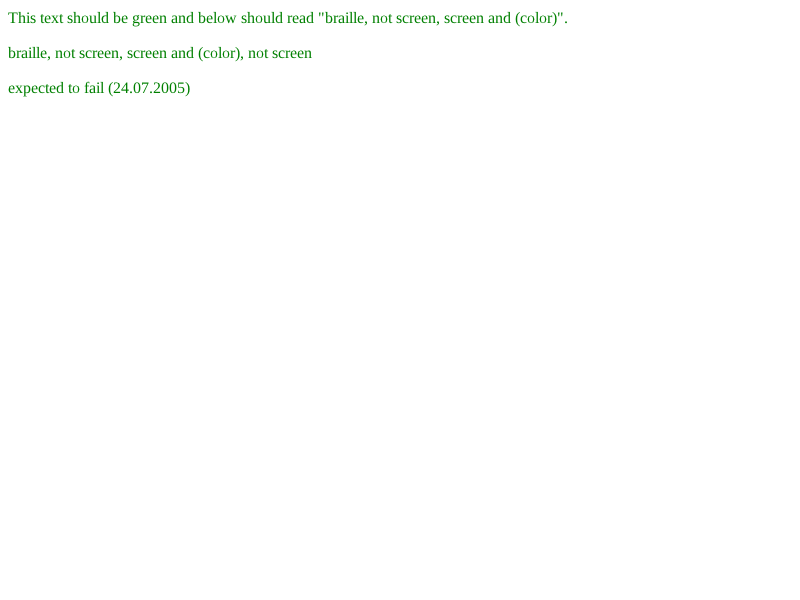 This text should be green and below should read "braille, not screen, screen and (color)".
braille, not screen, screen and (color), not screen
expected to fail (24.07.2005)